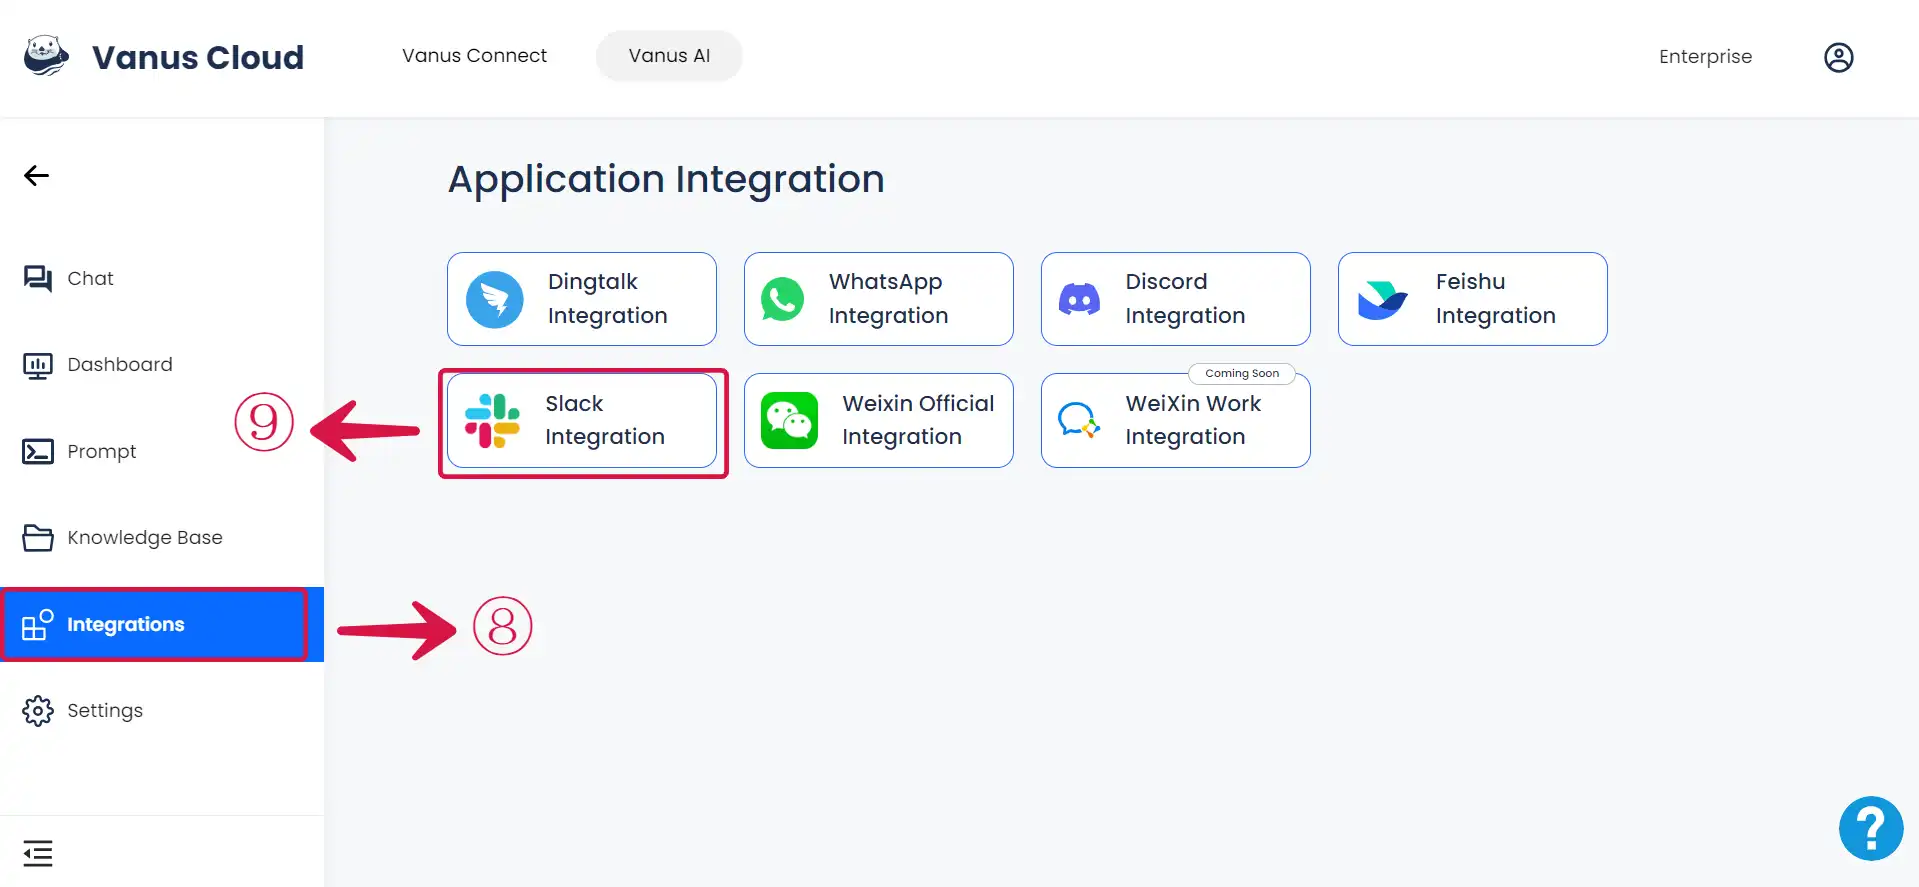 Vanus Cloud
Vanus Connect
Vanus AI
Enterprise
Application Integration
Chat
Dashboard
Prompt
Knowledge Base
Integrations
Settings
Dingtalk
Integration
WhatsApp
Integration
Discord
Integration
Feishu
Integration
Slack
Integration
Weixin Official
Integration
Coming Soon
WeiXin Work
Integration
⑨
⑧
?